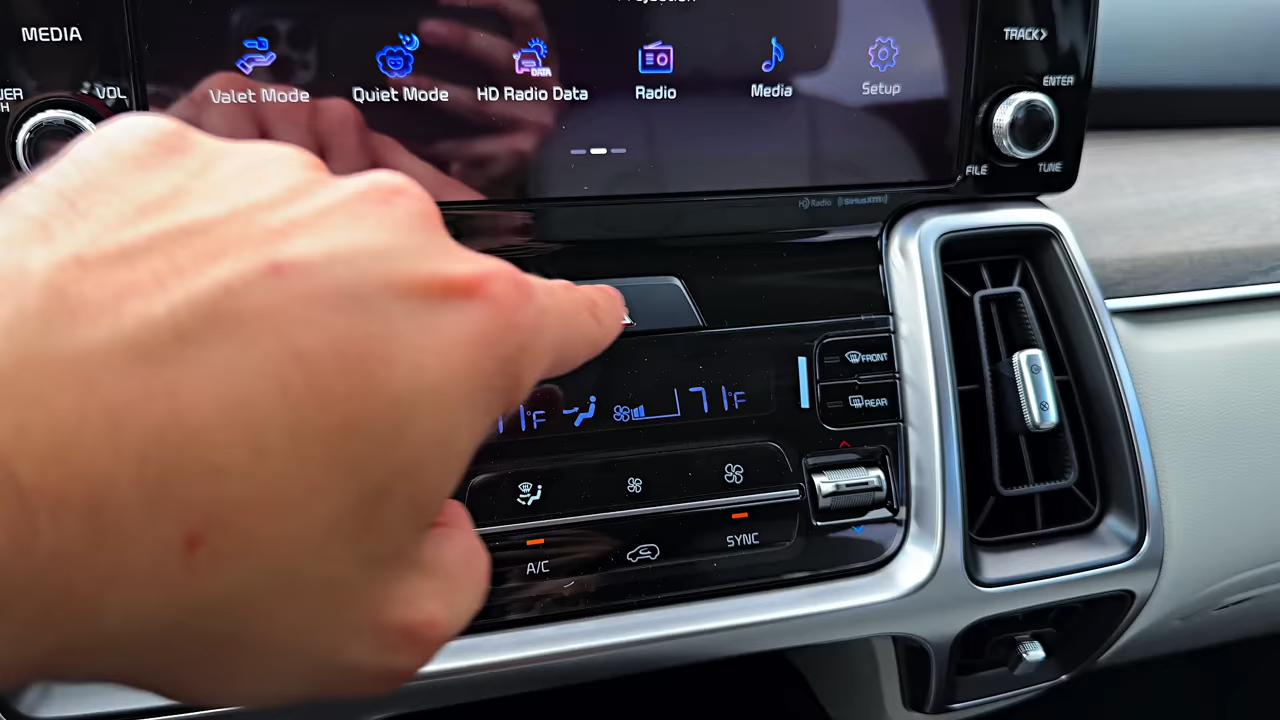 MEDIA
VOL
Valet Mode
Quiet Mode
DATA
HD Radio Data
Radio
Media
Setup
TRACK>
ENTER
FILE
TUNE
HD Radio
SiriusXM
FRONT
REAR
°F
71°F
A/C
SYNC